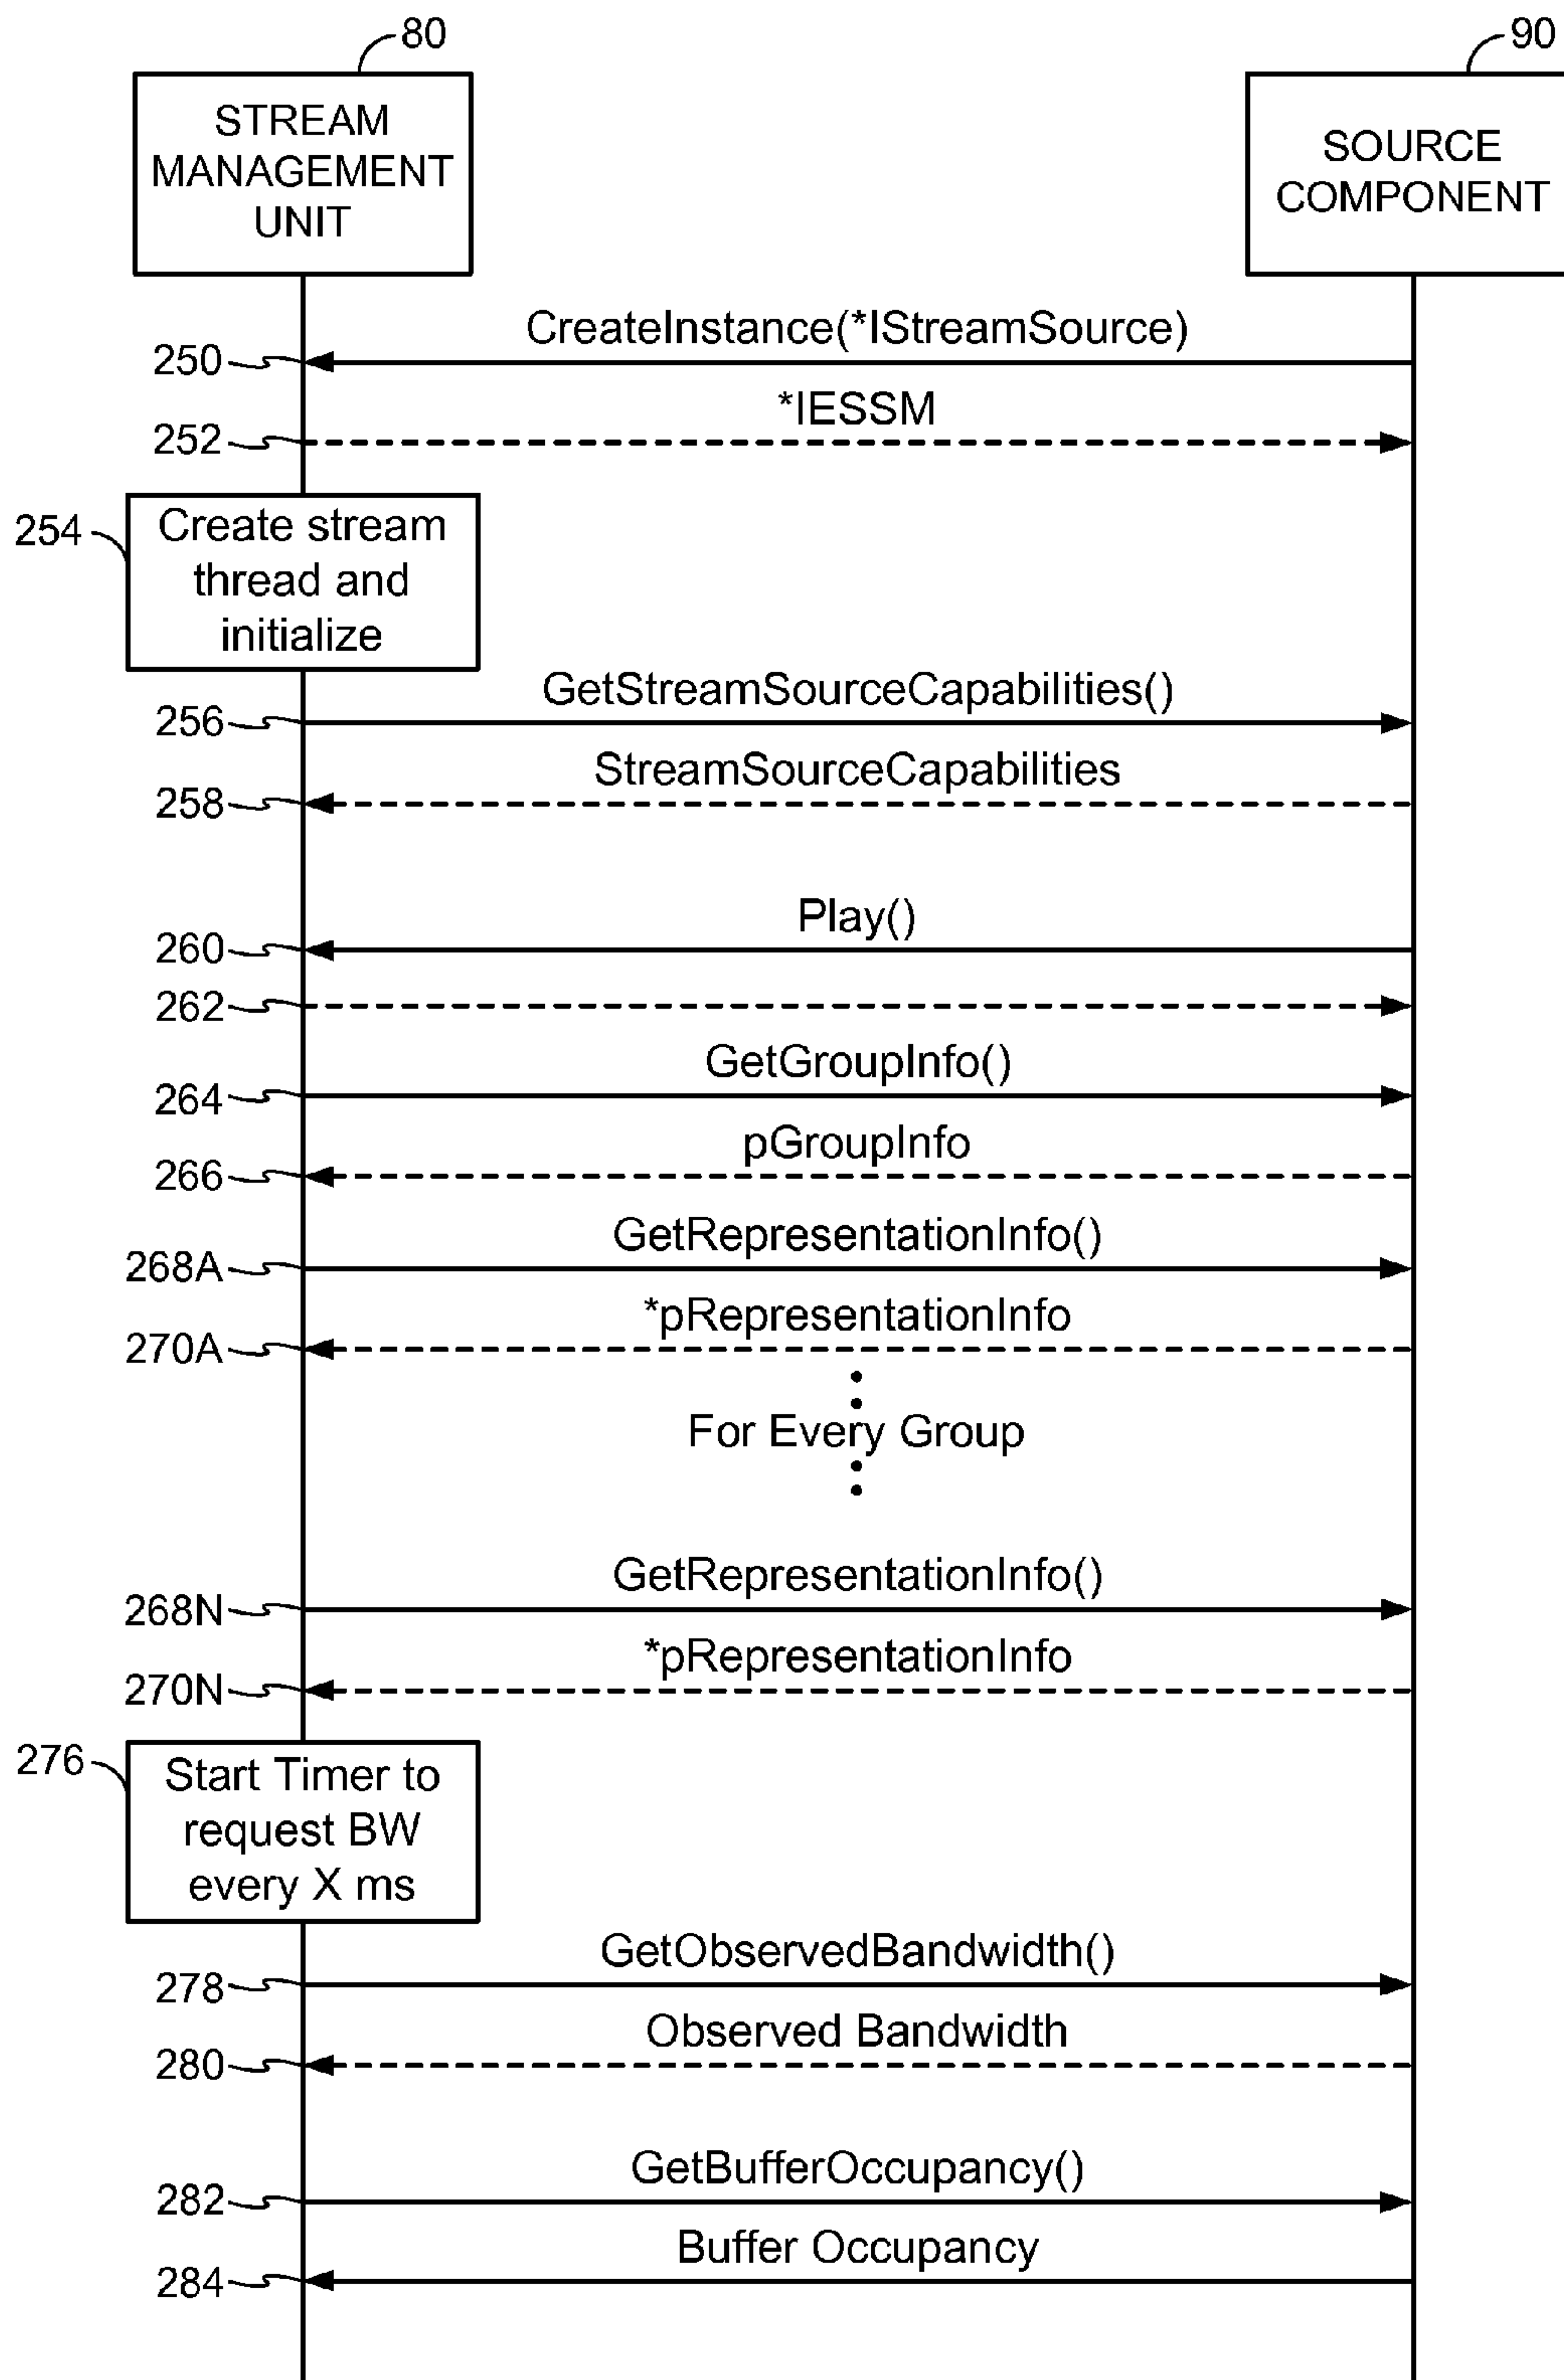 80
90
STREAM
MANAGEMENT
UNIT
SOURCE
COMPONENT
CreateInstance(*IStreamSource)
250
*IESSM
252
254
Create stream
thread and
initialize
GetStreamSourceCapabilities()
256
StreamSourceCapabilities
258
Play()
260
262
GetGroupInfo()
264
pGroupInfo
266
GetRepresentationInfo()
268A
*pRepresentationInfo
270A
For Every Group
GetRepresentationInfo()
268N
*pRepresentationInfo
270N
276
Start Timer to
request BW
every X ms
GetObservedBandwidth()
278
Observed Bandwidth
280
GetBufferOccupancy()
282
Buffer Occupancy
284